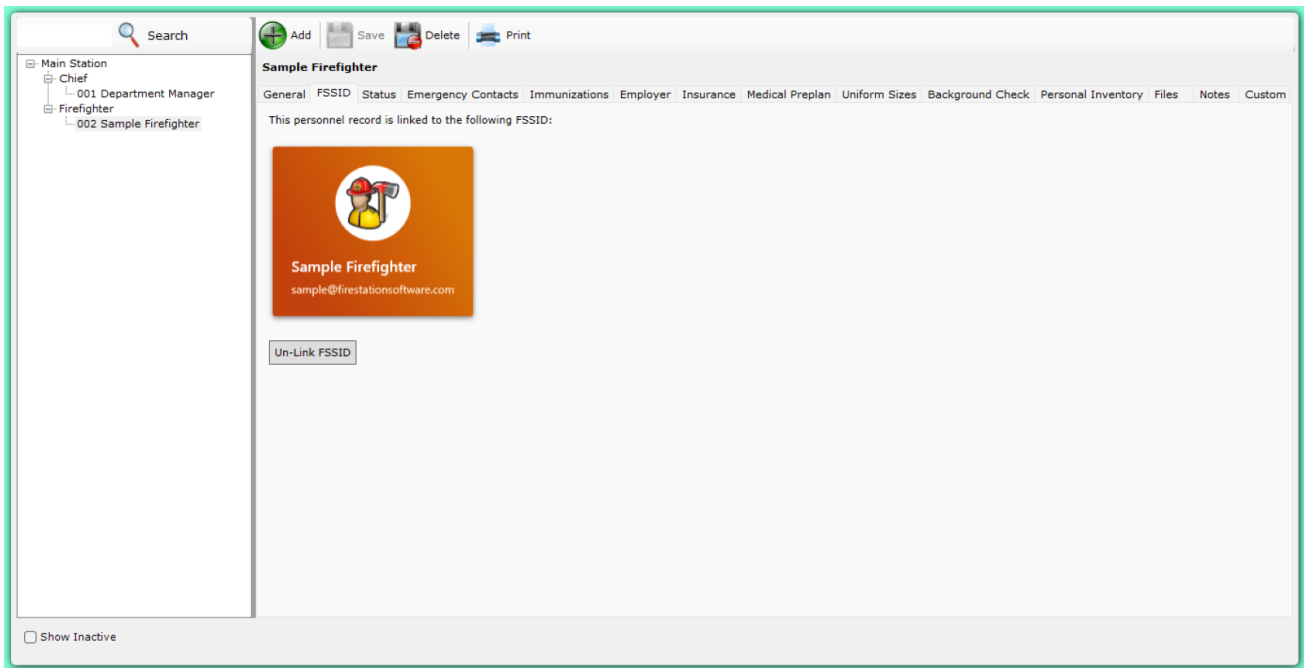 Search
Add Save Delete Print
Main Station
Chief
001 Department Manager
Firefighter
002 Sample Firefighter
Sample Firefighter
General FSSID Status Emergency Contacts Immunizations Employer Insurance Medical Preplan Uniform Sizes Background Check Personal Inventory Files Notes Custom
This personnel record is linked to the following FSSID:
Sample Firefighter
sample@firestationsoftware.com
Un-Link FSSID
Show Inactive